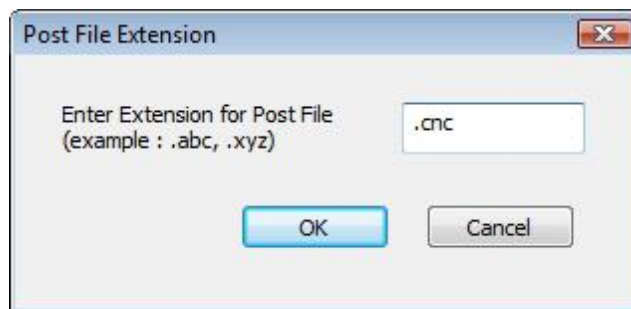 Post File Extension
Enter Extension for Post File
(example : .abc, .xyz)
.cnc
OK
Cancel